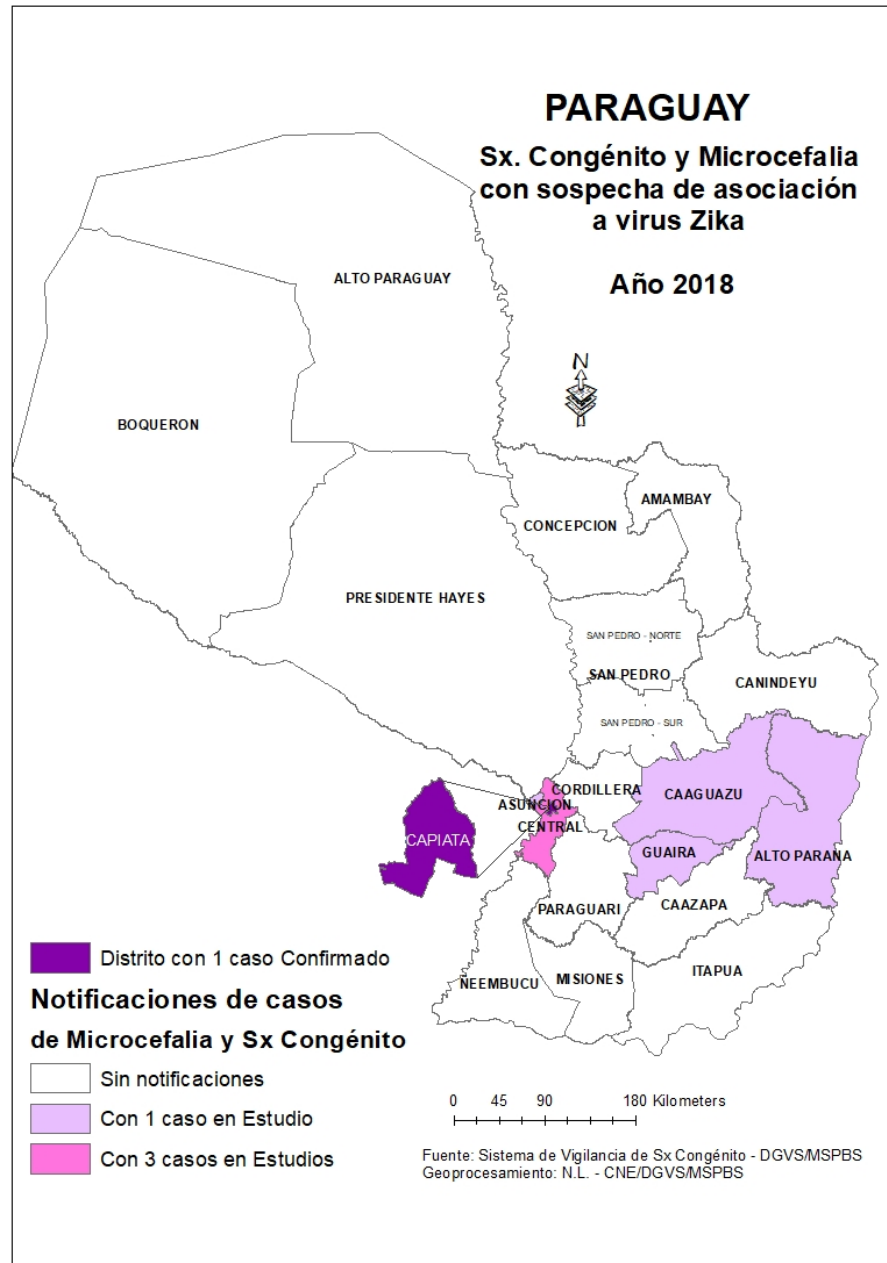 PARAGUAY
Sx. Congénito y Microcefalia
con sospecha de asociación
a virus Zika
Año 2018
N
ALTO PARAGUAY
BOQUERON
AMAMBAY
CONCEPCION
PRESIDENTE HAYES
SAN PEDRO - NORTE
SAN PEDRO
CANINDEYU
SAN PEDRO - SUR
CORDILLERA
CAAGUAZU
ASUNCION
CENTRAL
CAPIATA
GUAIRA
ALTO PARANA
CAAZAPA
PARAGUARI
ITAPUA
MISIONES
ÑEEMBUCU
Distrito con 1 caso Confirmado
Notificaciones de casos
de Microcefalia y Sx Congénito
Sin notificaciones
Con 1 caso en Estudio
Con 3 casos en Estudios
0 45 90 180 Kilometers
Fuente: Sistema de Vigilancia de Sx Congénito - DGVS/MSPBS
Geoprocesamiento: N.L. - CNE/DGVS/MSPBS